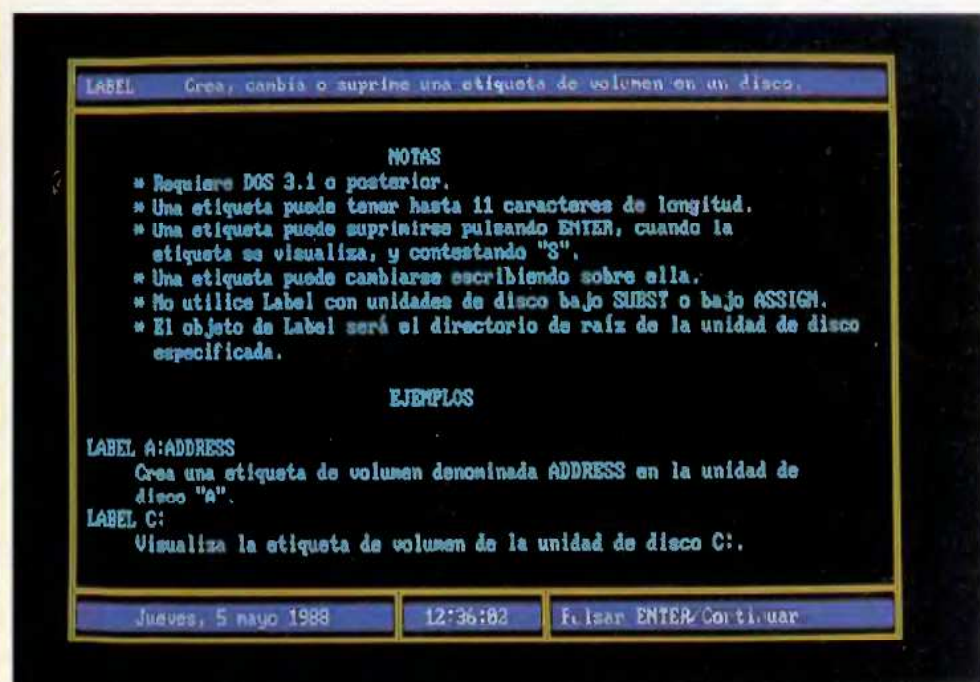 LABEL Crea, cambia o suprime una etiqueta de volumen en un disco.
NOTAS
* Requiere DOS 3.1 o posterior.
* Una etiqueta puede tener hasta 11 caracteres de longitud.
* Una etiqueta puede suprimirse pulsando ENTER, cuando la
etiqueta se visualiza, y contestando "S".
* Una etiqueta puede cambiarse escribiendo sobre ella.
* No utilice Label con unidades de disco bajo SUBST o bajo ASSIGN.
* El objeto de Label será el directorio de raíz de la unidad de disco
especificada.
EJEMPLOS
LABEL A:ADDRESS
Crea una etiqueta de volumen denominada ADDRESS en la unidad de
disco "A".
LABEL C:
Visualiza la etiqueta de volumen de la unidad de disco C:.
Jueves, 5 mayo 1988
12:36:02
Pulsar ENTER/Continuar